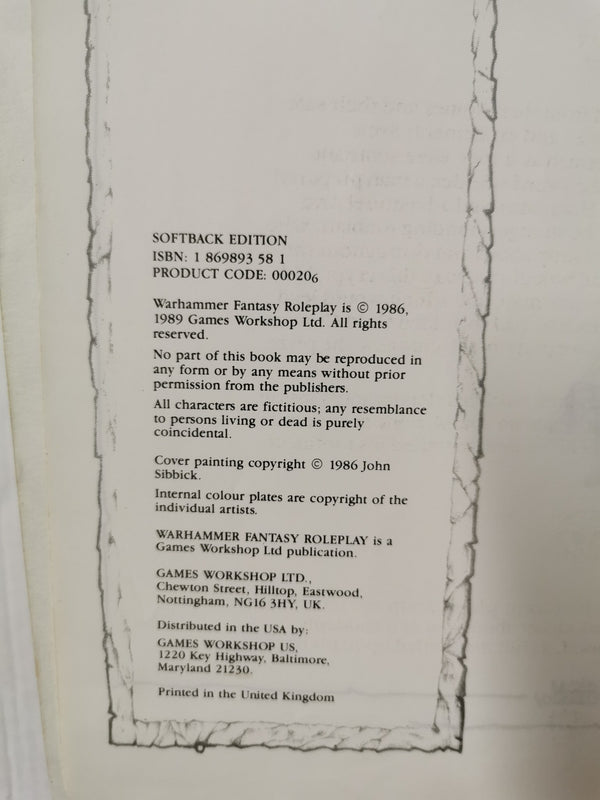 SOFTBACK EDITION
ISBN: 1 869893 58 1
PRODUCT CODE: 000206
Warhammer Fantasy Roleplay is © 1986,
1989 Games Workshop Ltd. All rights
reserved.
No part of this book may be reproduced in
any form or by any means without prior
permission from the publishers.
All characters are fictitious; any resemblance
to persons living or dead is purely
coincidental.
Cover painting copyright © 1986 John
Sibbick.
Internal colour plates are copyright of the
individual artists.
WARHAMMER FANTASY ROLEPLAY is a
Games Workshop Ltd publication.
GAMES WORKSHOP LTD.,
Chewton Street, Hilltop, Eastwood,
Nottingham, NG16 3HY, UK.
Distributed in the USA by:
GAMES WORKSHOP US,
1220 Key Highway, Baltimore,
Maryland 21230.
Printed in the United Kingdom